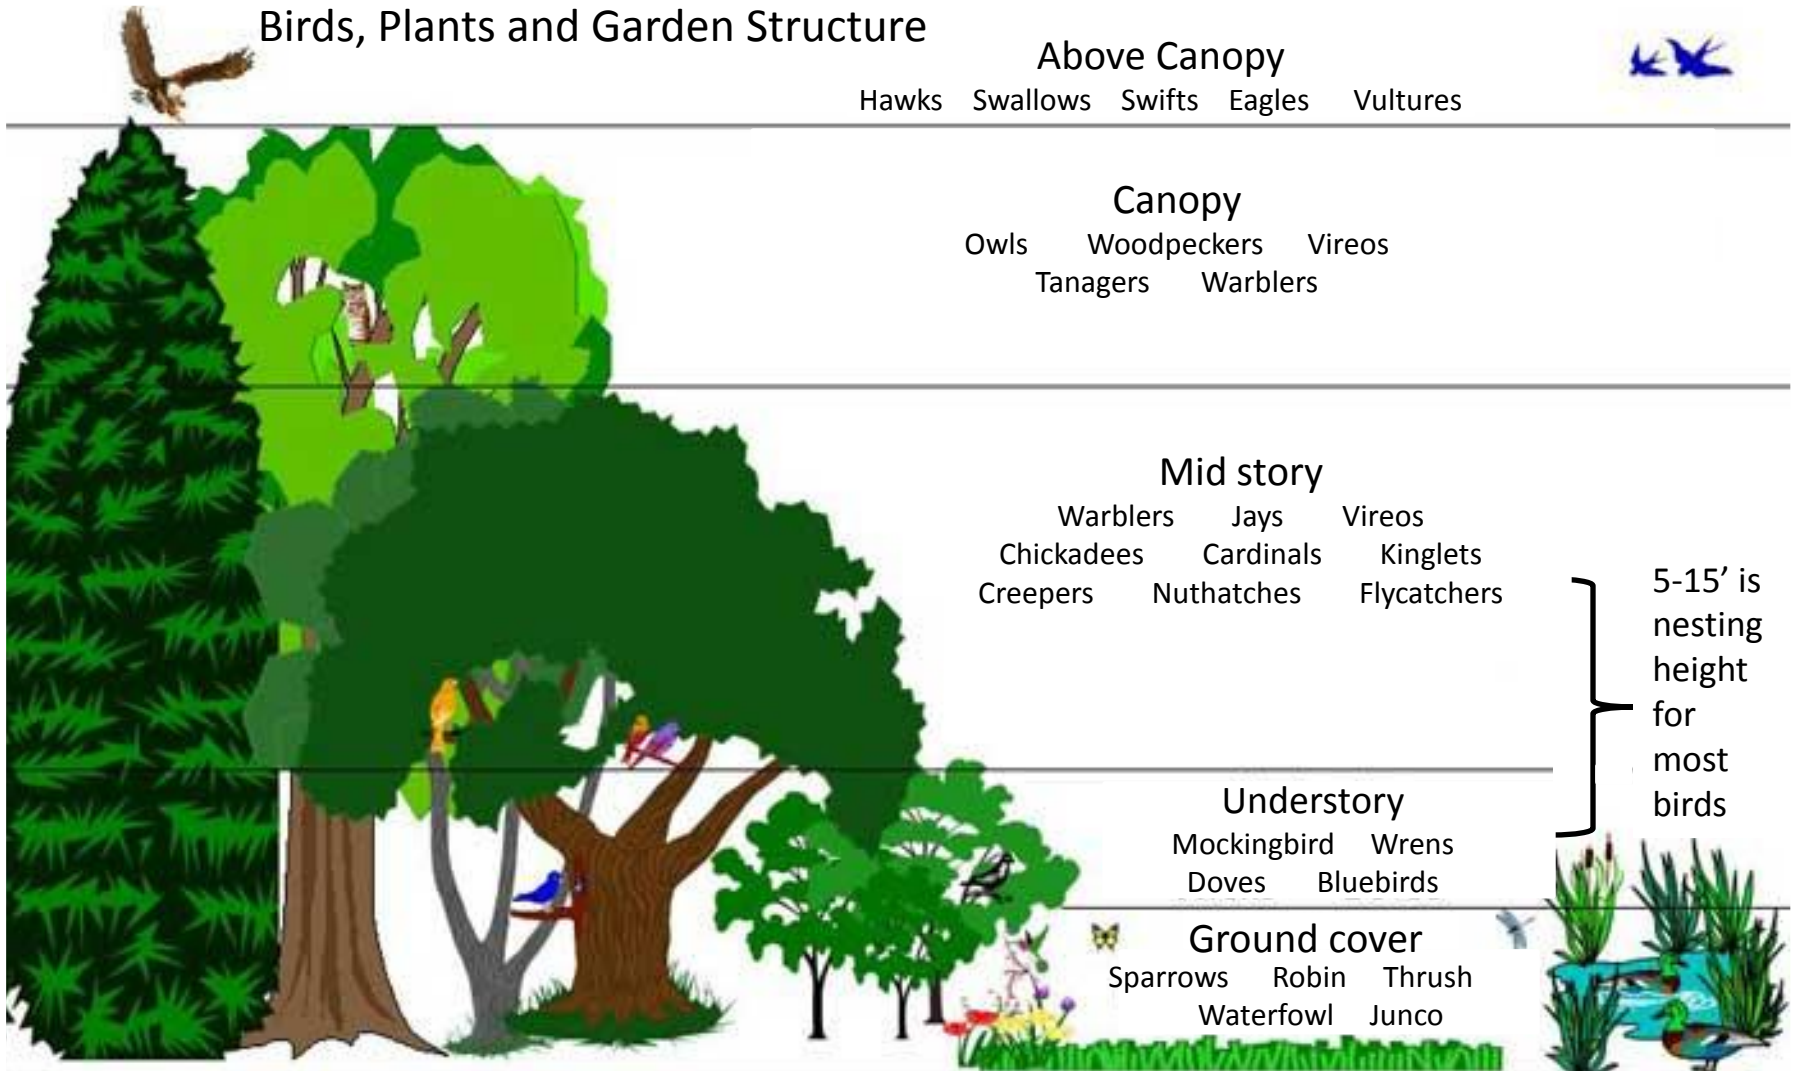 Birds, Plants and Garden Structure
Above Canopy
Hawks Swallows Swifts Eagles Vultures
Canopy
Owls Woodpeckers Vireos
Tanagers Warblers
Mid story
Warblers Jays Vireos
Chickadees Cardinals Kinglets
Creepers Nuthatches Flycatchers
5-15’ is
nesting
height
for
most
birds
Understory
Mockingbird Wrens
Doves Bluebirds
Ground cover
Sparrows Robin Thrush
Waterfowl Junco